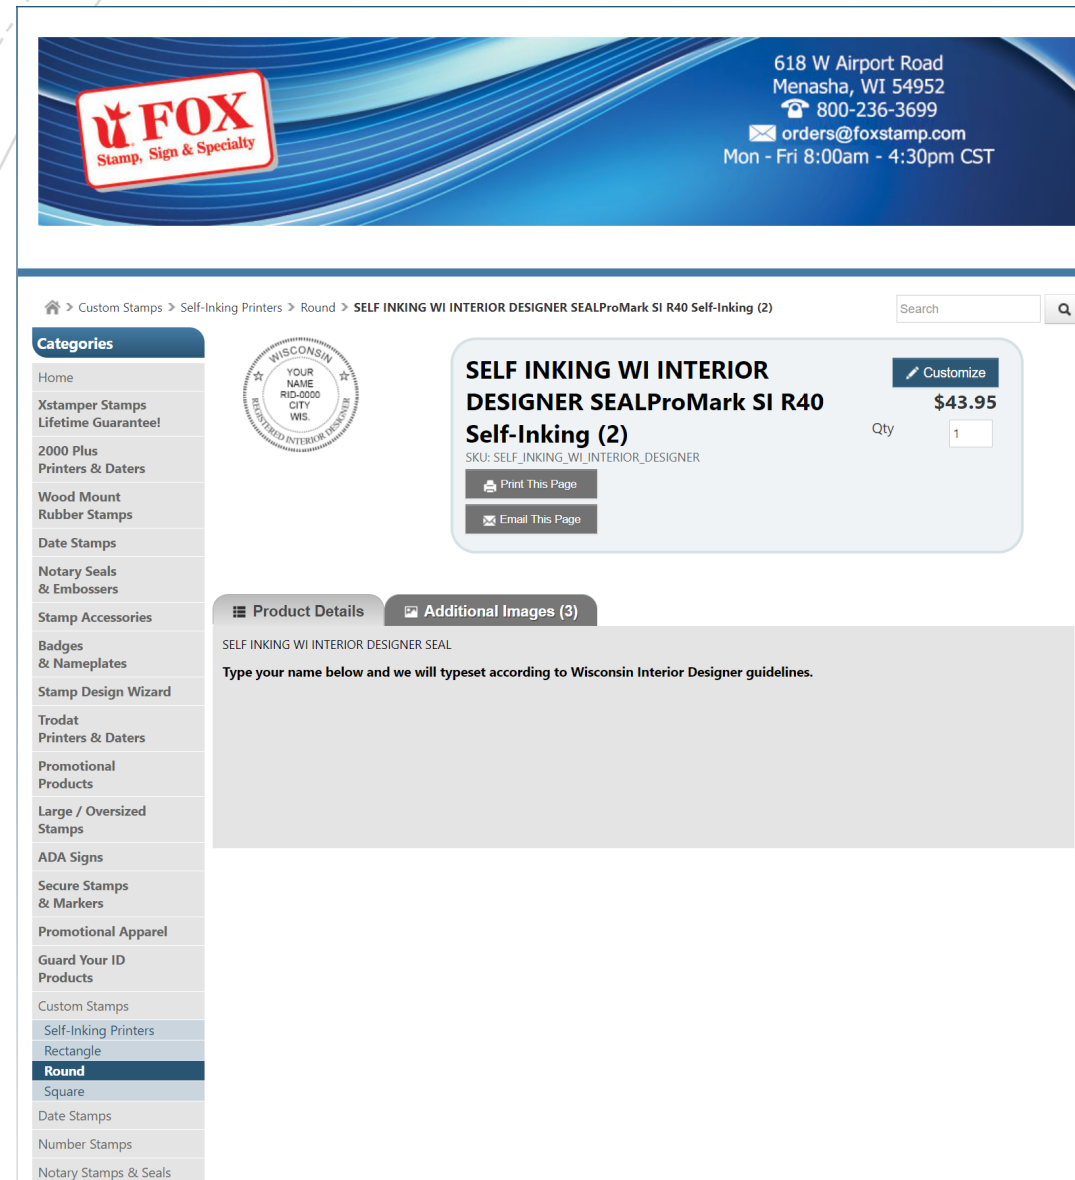 FOX
Stamp, Sign & Specialty
618 W Airport Road
Menasha, WI 54952
800-236-3699
orders@foxstamp.com
Mon - Fri 8:00am - 4:30pm CST
> Custom Stamps > Self-Inking Printers > Round > SELF INKING WI INTERIOR DESIGNER SEALProMark SI R40 Self-Inking (2)
Search
Categories
Home
Xstamper Stamps
Lifetime Guarantee!
2000 Plus
Printers & Daters
Wood Mount
Rubber Stamps
Date Stamps
Notary Seals
& Embossers
Stamp Accessories
Badges
& Nameplates
Stamp Design Wizard
Trodat
Printers & Daters
Promotional
Products
Large / Oversized
Stamps
ADA Signs
Secure Stamps
& Markers
Promotional Apparel
Guard Your ID
Products
Custom Stamps
Self-Inking Printers
Rectangle
Round
Square
Date Stamps
Number Stamps
Notary Stamps & Seals
WISCONSIN
YOUR
NAME
RID-0000
CITY
WIS.
REGISTERED INTERIOR DESIGNER
SELF INKING WI INTERIOR
DESIGNER SEALProMark SI R40
Self-Inking (2)
SKU: SELF_INKING_WI_INTERIOR_DESIGNER
Print This Page
Email This Page
Customize
$43.95
Qty
1
Product Details
Additional Images (3)
SELF INKING WI INTERIOR DESIGNER SEAL
Type your name below and we will typeset according to Wisconsin Interior Designer guidelines.